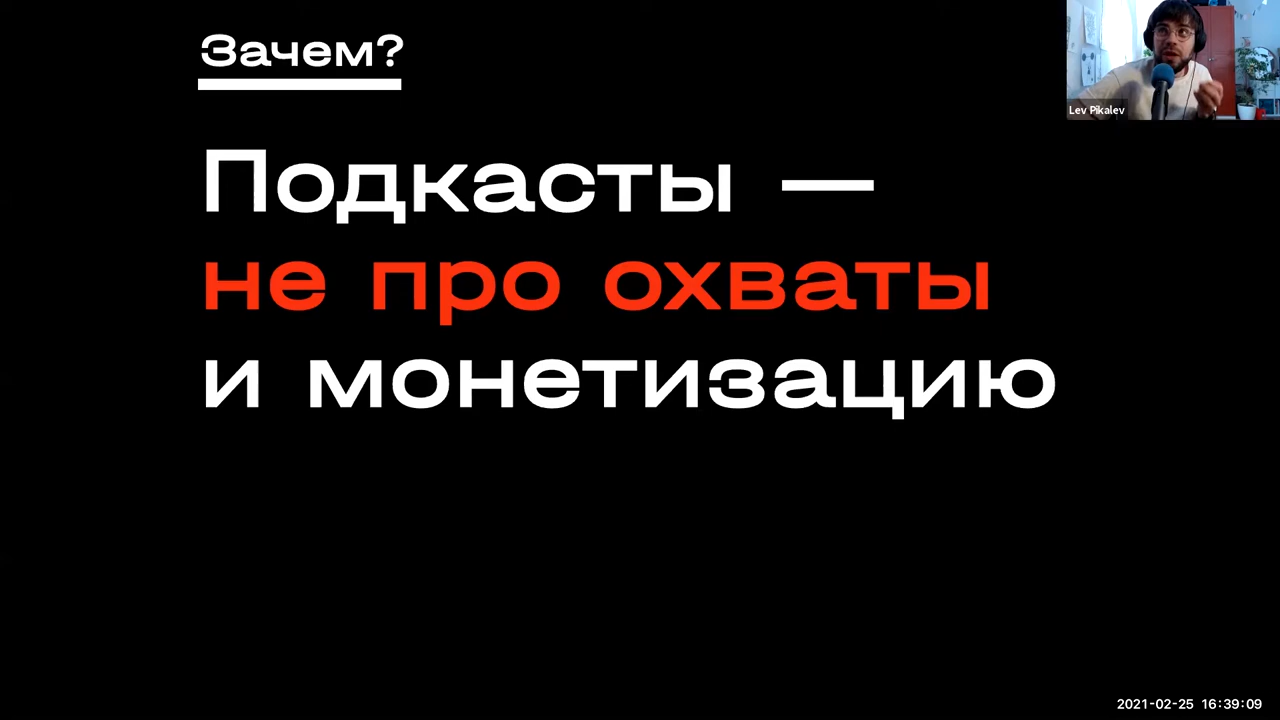 Зачем?
Lev Pikalev
Подкасты —
не про охваты
и монетизацию
2021-02-25 16:39:09